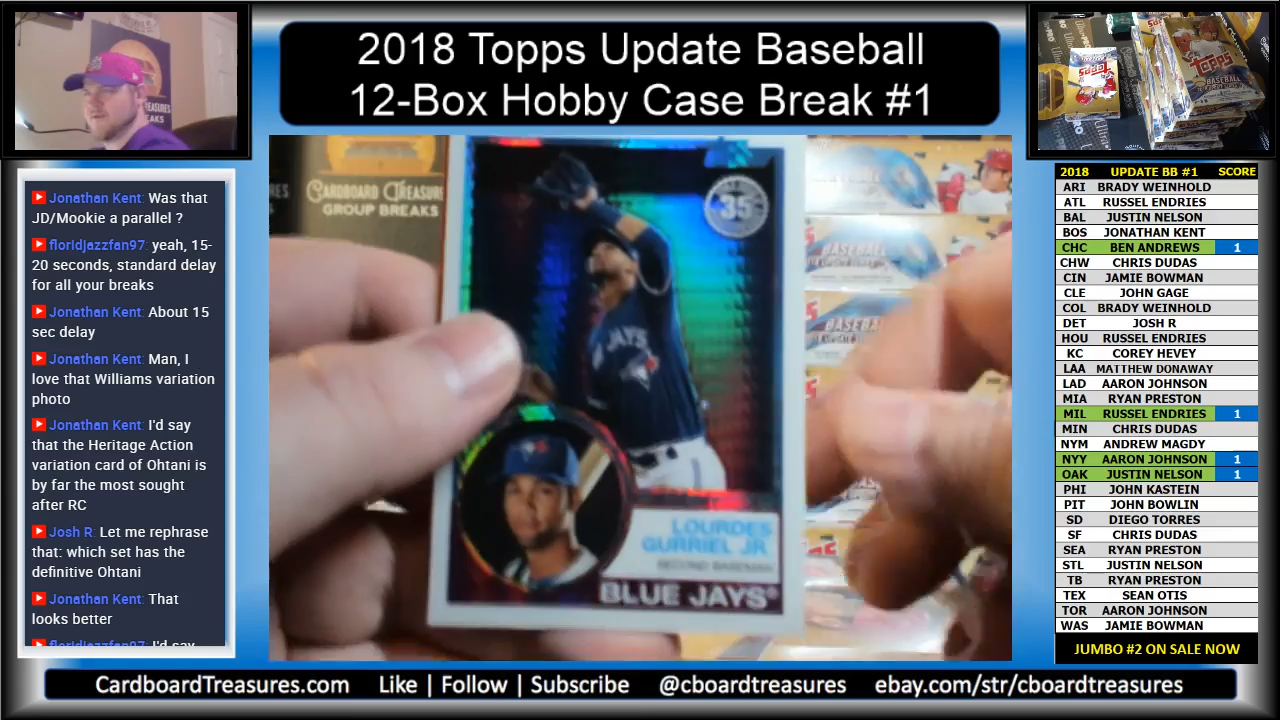 2018 Topps Update Baseball
12-Box Hobby Case Break #1
Jonathan Kent: Was that
JD/Mookie a parallel ?
floridjazzfan97: yeah, 15-
20 seconds, standard delay
for all your breaks
Jonathan Kent: About 15
sec delay
Jonathan Kent: Man, I
love that Williams variation
photo
Jonathan Kent: I'd say
that the Heritage Action
variation card of Ohtani is
by far the most sought
after RC
Josh R: Let me rephrase
that: which set has the
definitive Ohtani
Jonathan Kent: That
looks better
floridjazzfan97: I'd say
CARDBOARD TREASURE
GROUP BREAKS
35
JAYS
LOURDES
GURRIEL JR
SECOND BASEMAN
BLUE JAYS
BASEBALL
BASEBA
Topps
BASEBALL
2018 UPDATE BB #1 SCORE
ARI BRADY WEINHOLD
ATL RUSSEL ENDRIES
BAL JUSTIN NELSON
BOS JONATHAN KENT
CHC BEN ANDREWS 1
CHW CHRIS DUDAS
CIN JAMIE BOWMAN
CLE JOHN GAGE
COL BRADY WEINHOLD
DET JOSH R
HOU RUSSEL ENDRIES
KC COREY HEVEY
LAA MATTHEW DONAWAY
LAD AARON JOHNSON
MIA RYAN PRESTON
MIL RUSSEL ENDRIES 1
MIN CHRIS DUDAS
NYM ANDREW MAGDY
NYY AARON JOHNSON 1
OAK JUSTIN NELSON 1
PHI JOHN KASTEIN
PIT JOHN BOWLIN
SD DIEGO TORRES
SF CHRIS DUDAS
SEA RYAN PRESTON
STL JUSTIN NELSON
TB RYAN PRESTON
TEX SEAN OTIS
TOR AARON JOHNSON
WAS JAMIE BOWMAN
JUMBO #2 ON SALE NOW
CardboardTreasures.com Like | Follow | Subscribe @cboardtreasures ebay.com/str/cboardtreasures